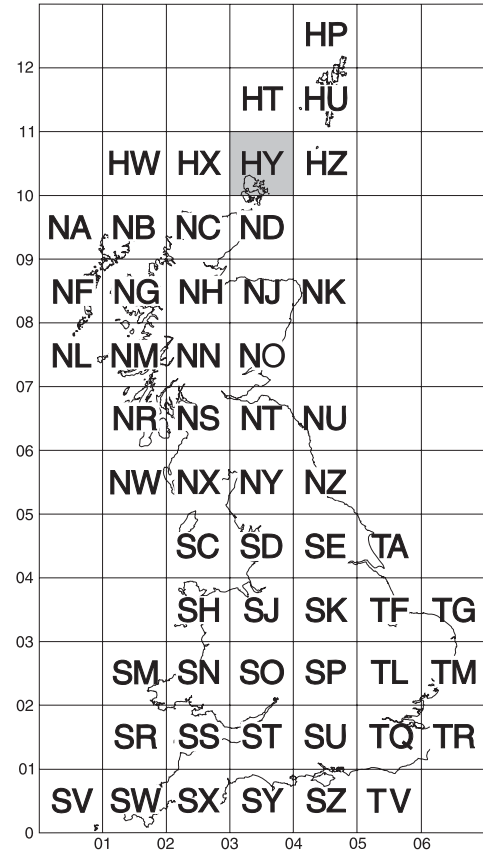 HP
12
HT HU
11
HW HX HY HZ
10
NA NB NC ND
09
NF NG NH NJ NK
08
NL NM NN NO
07
NR NS NT NU
06
NW NX NY NZ
05
SC SD SE TA
04
SH SJ SK TF TG
03
SM SN SO SP TL TM
02
SR SS ST SU TQ TR
01
SV SW SX SY SZ TV
0
01 02 03 04 05 06